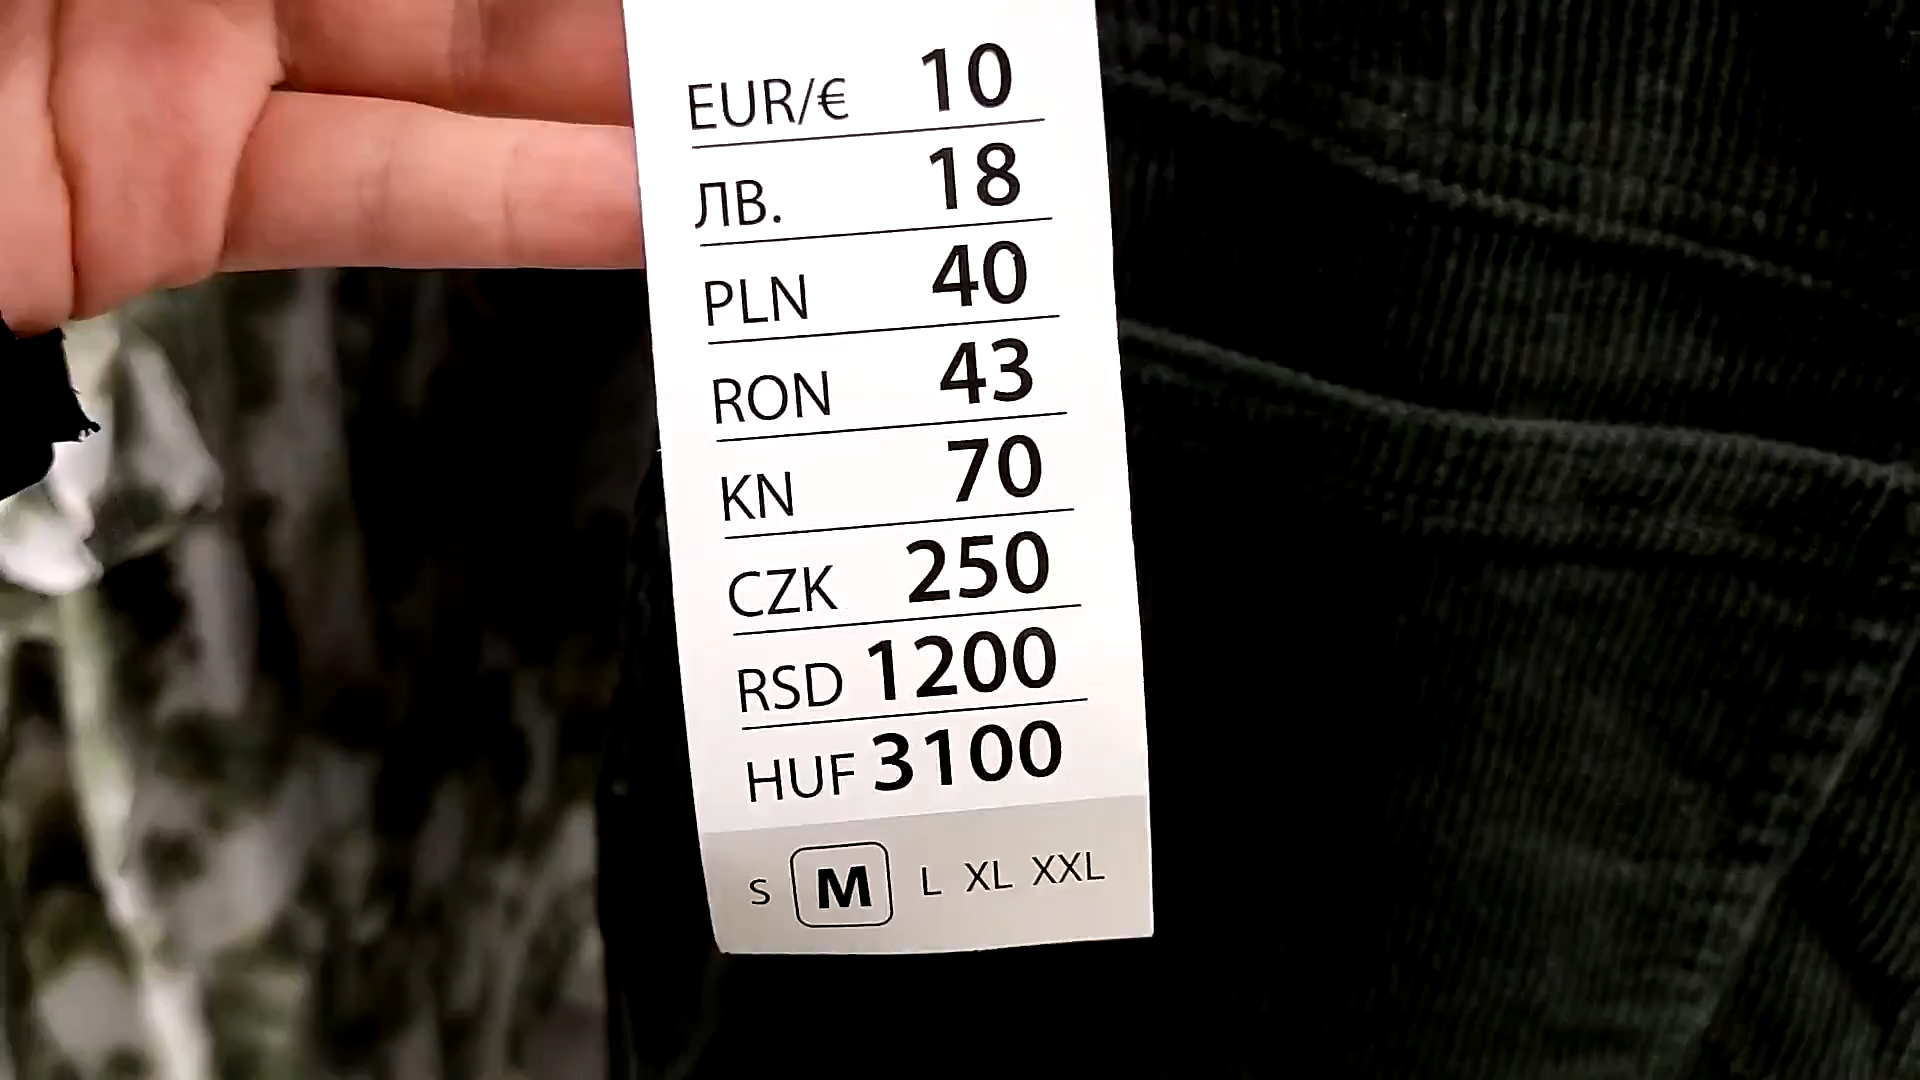 EUR/€ 10
ЛВ. 18
PLN 40
RON 43
KN 70
CZK 250
RSD 1200
HUF 3100
S M L XL XXL